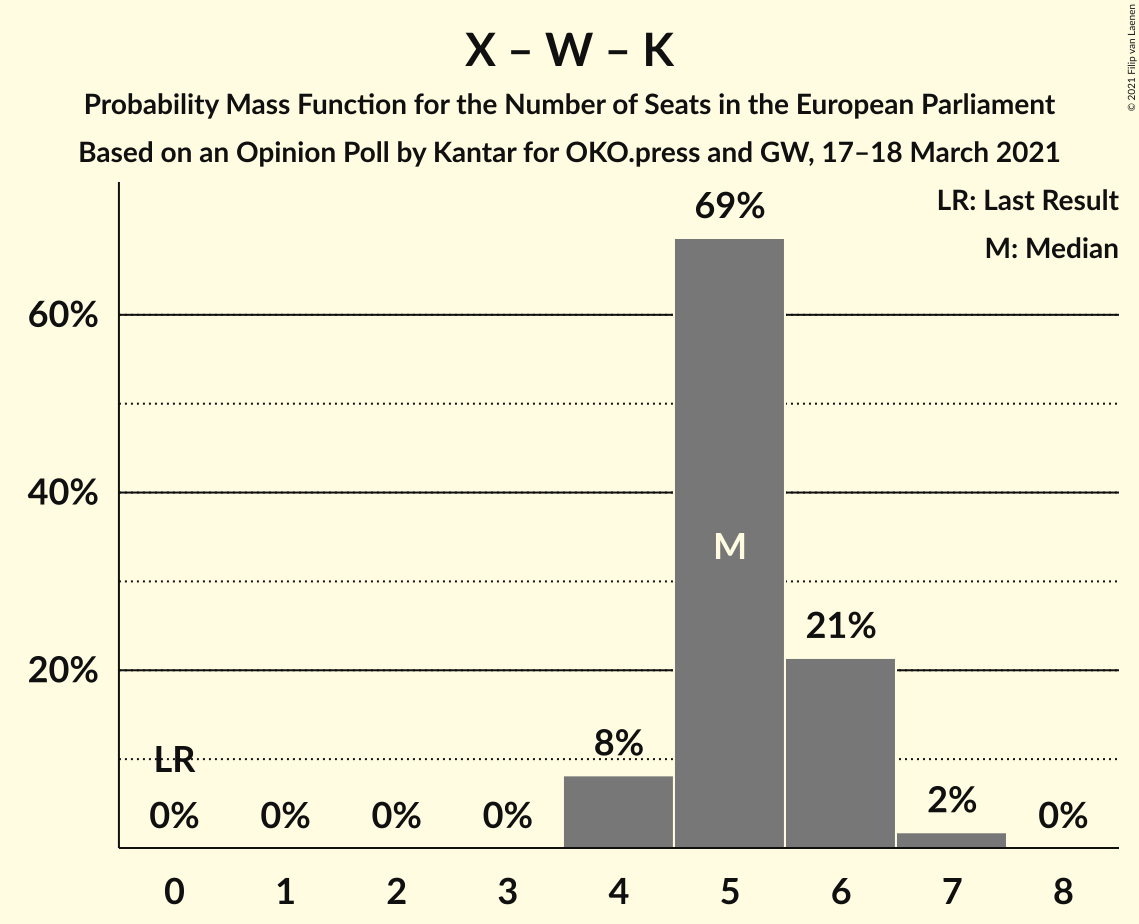 X – W – K
Probability Mass Function for the Number of Seats in the European Parliament
Based on an Opinion Poll by Kantar for OKO.press and GW, 17–18 March 2021
© 2021 Filip van Laenen
LR: Last Result
M: Median
69%
60%
40%
M
21%
20%
8%
LR
2%
0%
0%
0%
0%
0%
0
1
2
3
4
5
6
7
8